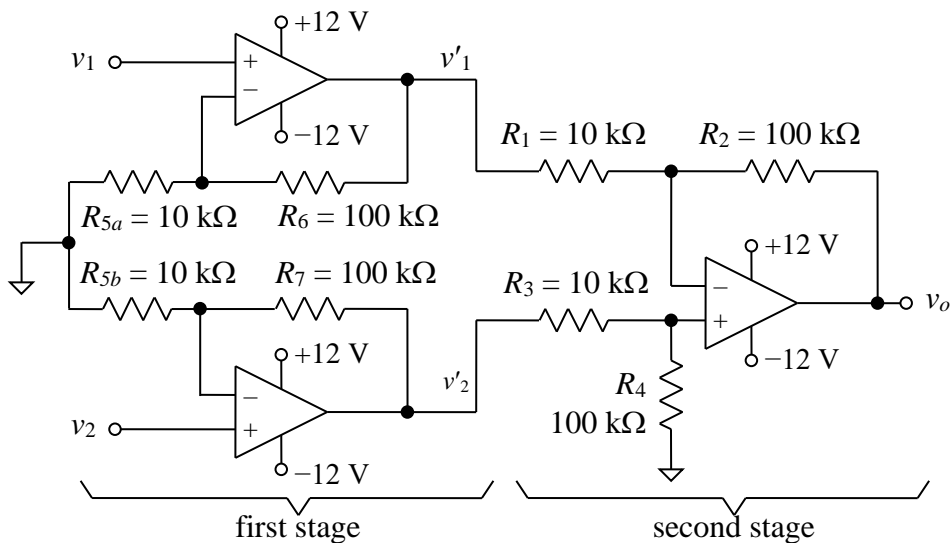 +12 V
v1
+
v'1
−
−12 V
R1 = 10 kΩ
R2 = 100 kΩ
R5a = 10 kΩ
R6 = 100 kΩ
R5b = 10 kΩ
R7 = 100 kΩ
+12 V
R3 = 10 kΩ
−
vo
+
+12 V
−12 V
v'2
R4
−
100 kΩ
v2
+
−12 V
first stage
second stage